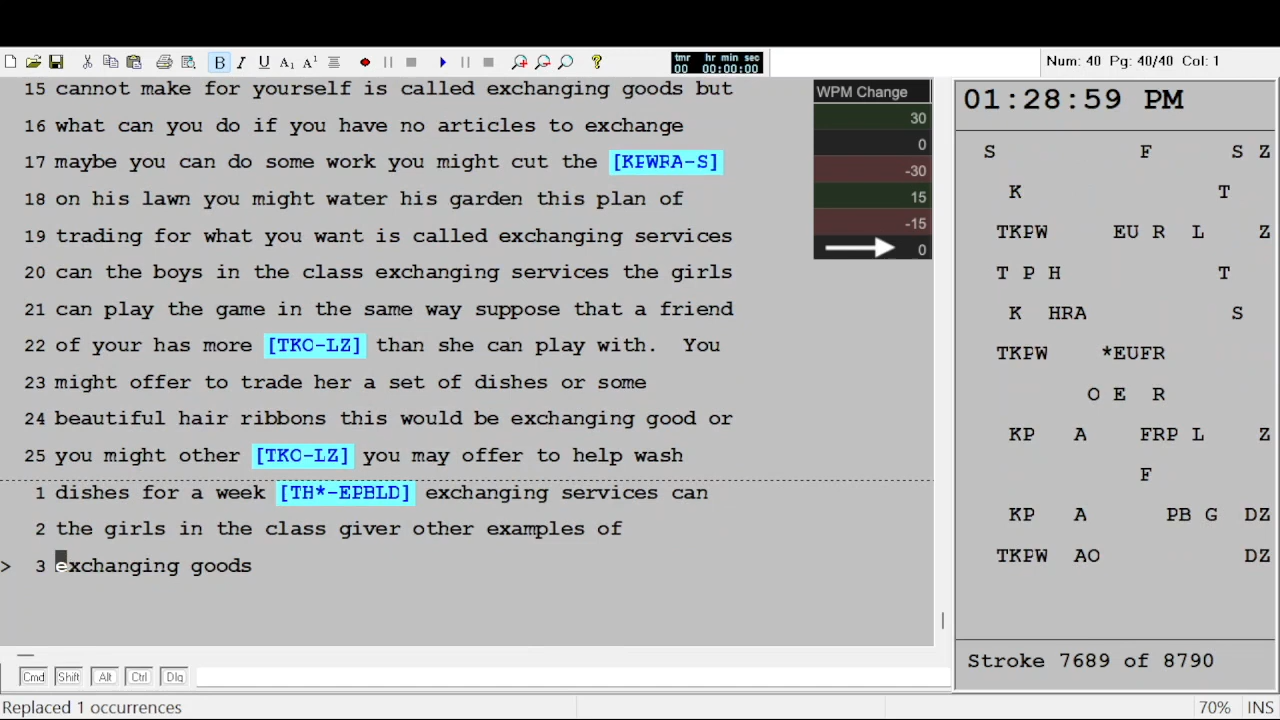 tmr hr min sec
00 00:00:00
Num: 40 Pg: 40/40 Col: 1
15 cannot make for yourself is called exchanging goods but
16 what can you do if you have no articles to exchange
17 maybe you can do some work you might cut the [KPWRA-S]
18 on his lawn you might water his garden this plan of
19 trading for what you want is called exchanging services
20 can the boys in the class exchanging services the girls
21 can play the game in the same way suppose that a friend
22 of your has more [TKO-LZ] than she can play with.  You
23 might offer to trade her a set of dishes or some
24 beautiful hair ribbons this would be exchanging good or
25 you might other [TKO-LZ] you may offer to help wash
1 dishes for a week [TH*-EPBLD] exchanging services can
2 the girls in the class giver other examples of
> 3 exchanging goods
WPM Change
30
0
-30
15
-15
0
01:28:59 PM
S F S Z
K T
TKPW EU R L Z
T P H T
K HRA S
TKPW *EUFR
O E R
KP A FRP L Z
F
KP A PB G DZ
TKPW AO DZ
Stroke 7689 of 8790
Cmd Shift Alt Ctrl Dlg
Replaced 1 occurrences
70% INS